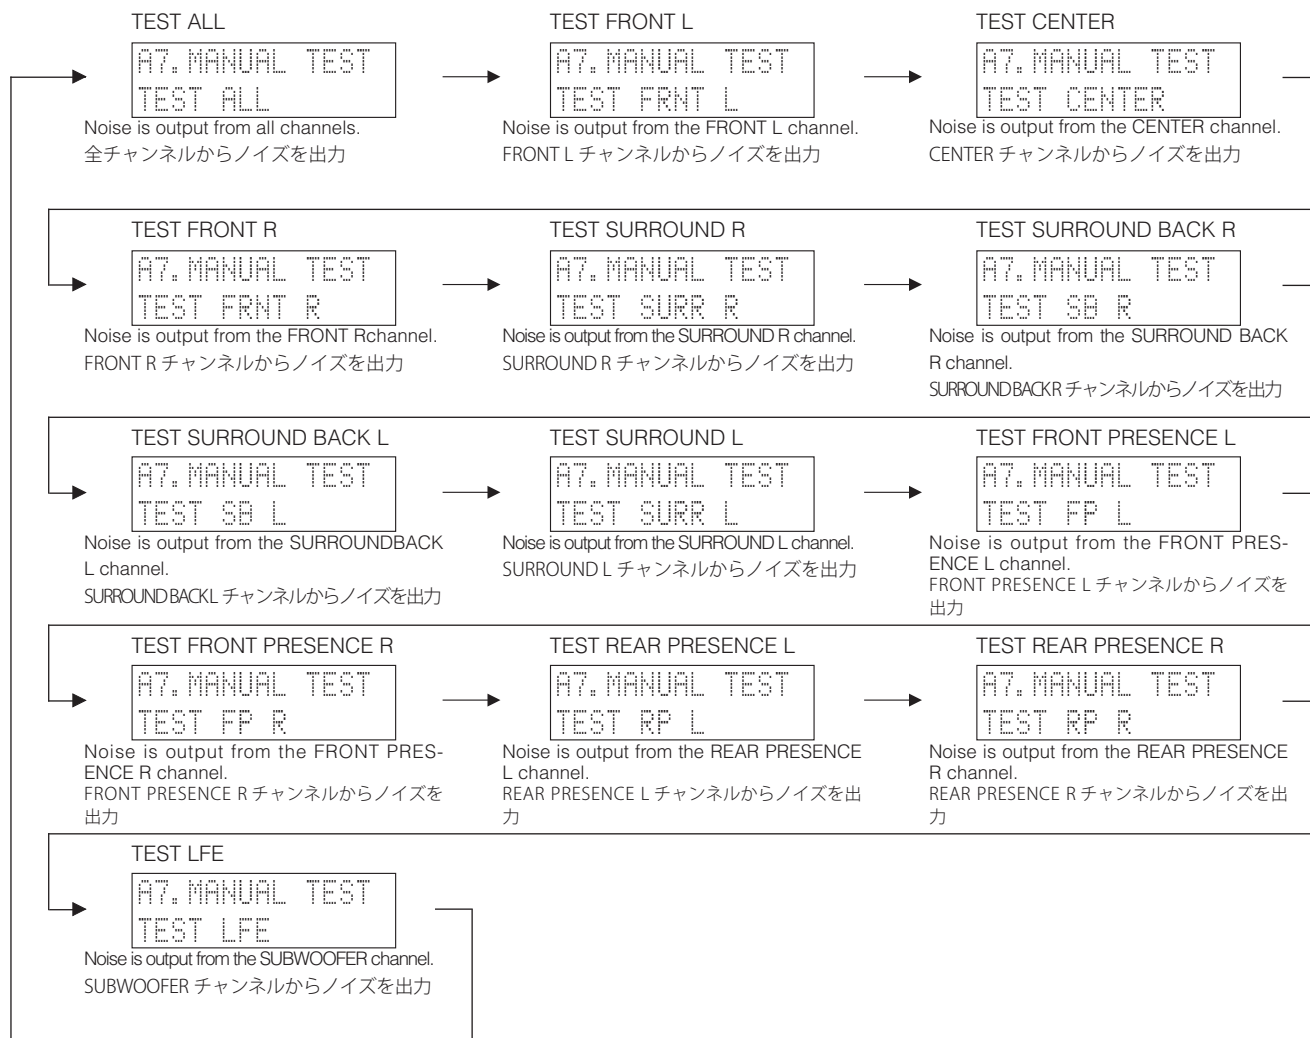 TEST ALL
A7.MANUAL TEST
TEST ALL
Noise is output from all channels.
全チャンネルからノイズを出力
TEST FRONT L
A7.MANUAL TEST
TEST FRNT L
Noise is output from the FRONT L channel.
FRONT L チャンネルからノイズを出力
TEST CENTER
A7.MANUAL TEST
TEST CENTER
Noise is output from the CENTER channel.
CENTER チャンネルからノイズを出力
TEST FRONT R
A7.MANUAL TEST
TEST FRNT R
Noise is output from the FRONT Rchannel.
FRONT R チャンネルからノイズを出力
TEST SURROUND R
A7.MANUAL TEST
TEST SURR R
Noise is output from the SURROUND R channel.
SURROUND R チャンネルからノイズを出力
TEST SURROUND BACK R
A7.MANUAL TEST
TEST SB R
Noise is output from the SURROUND BACK
R channel.
SURROUND BACK R チャンネルからノイズを出力
TEST SURROUND BACK L
A7.MANUAL TEST
TEST SB L
Noise is output from the SURROUNDBACK
L channel.
SURROUND BACK L チャンネルからノイズを出力
TEST SURROUND L
A7.MANUAL TEST
TEST SURR L
Noise is output from the SURROUND L channel.
SURROUND L チャンネルからノイズを出力
TEST FRONT PRESENCE L
A7.MANUAL TEST
TEST FP L
Noise is output from the FRONT PRES-
ENCE L channel.
FRONT PRESENCE L チャンネルからノイズを
出力
TEST FRONT PRESENCE R
A7.MANUAL TEST
TEST FP R
Noise is output from the FRONT PRES-
ENCE R channel.
FRONT PRESENCE R チャンネルからノイズを
出力
TEST REAR PRESENCE L
A7.MANUAL TEST
TEST RP L
Noise is output from the REAR PRESENCE
L channel.
REAR PRESENCE L チャンネルからノイズを出
力
TEST REAR PRESENCE R
A7.MANUAL TEST
TEST RP R
Noise is output from the REAR PRESENCE
R channel.
REAR PRESENCE R チャンネルからノイズを出
力
TEST LFE
A7.MANUAL TEST
TEST LFE
Noise is output from the SUBWOOFER channel.
SUBWOOFER チャンネルからノイズを出力